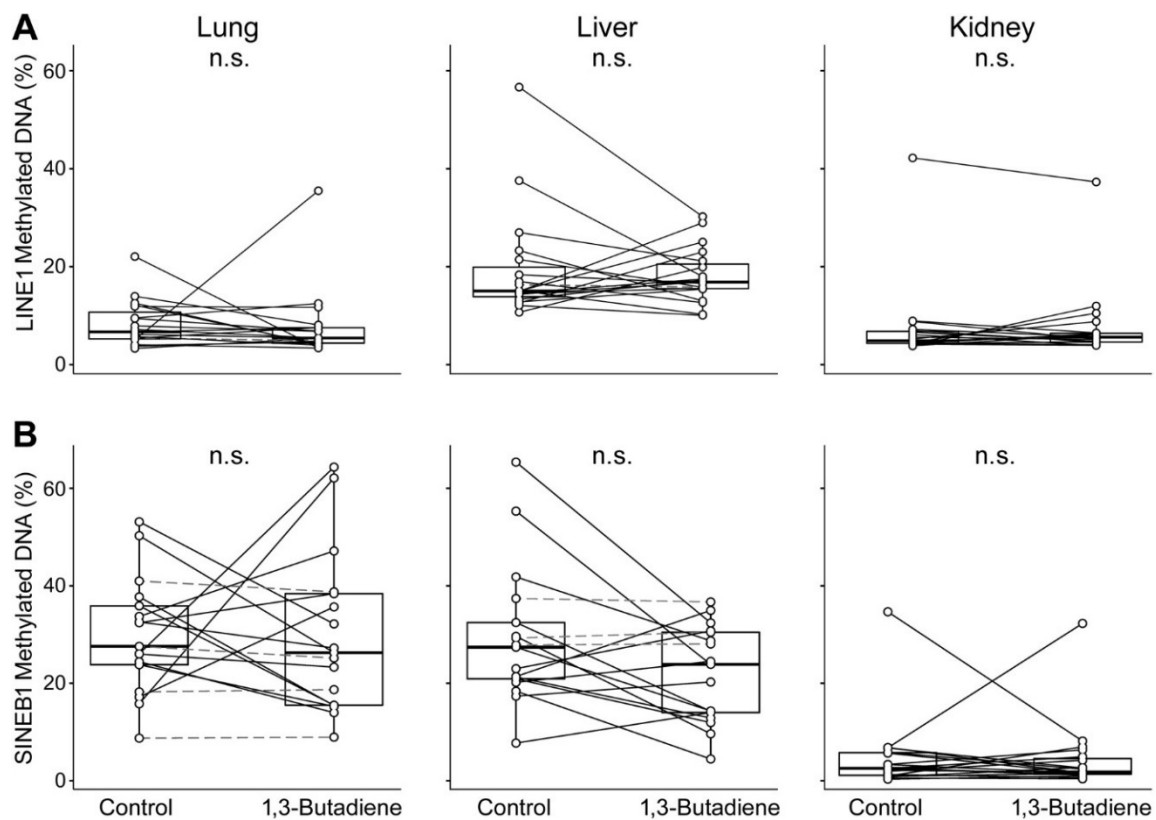 A
Lung
Liver
Kidney
n.s.
n.s.
n.s.
LINE1 Methylated DNA (%)
60
40
20
0
B
n.s.
n.s.
n.s.
SINEB1 Methylated DNA (%)
60
40
20
0
Control
1,3-Butadiene
Control
1,3-Butadiene
Control
1,3-Butadiene